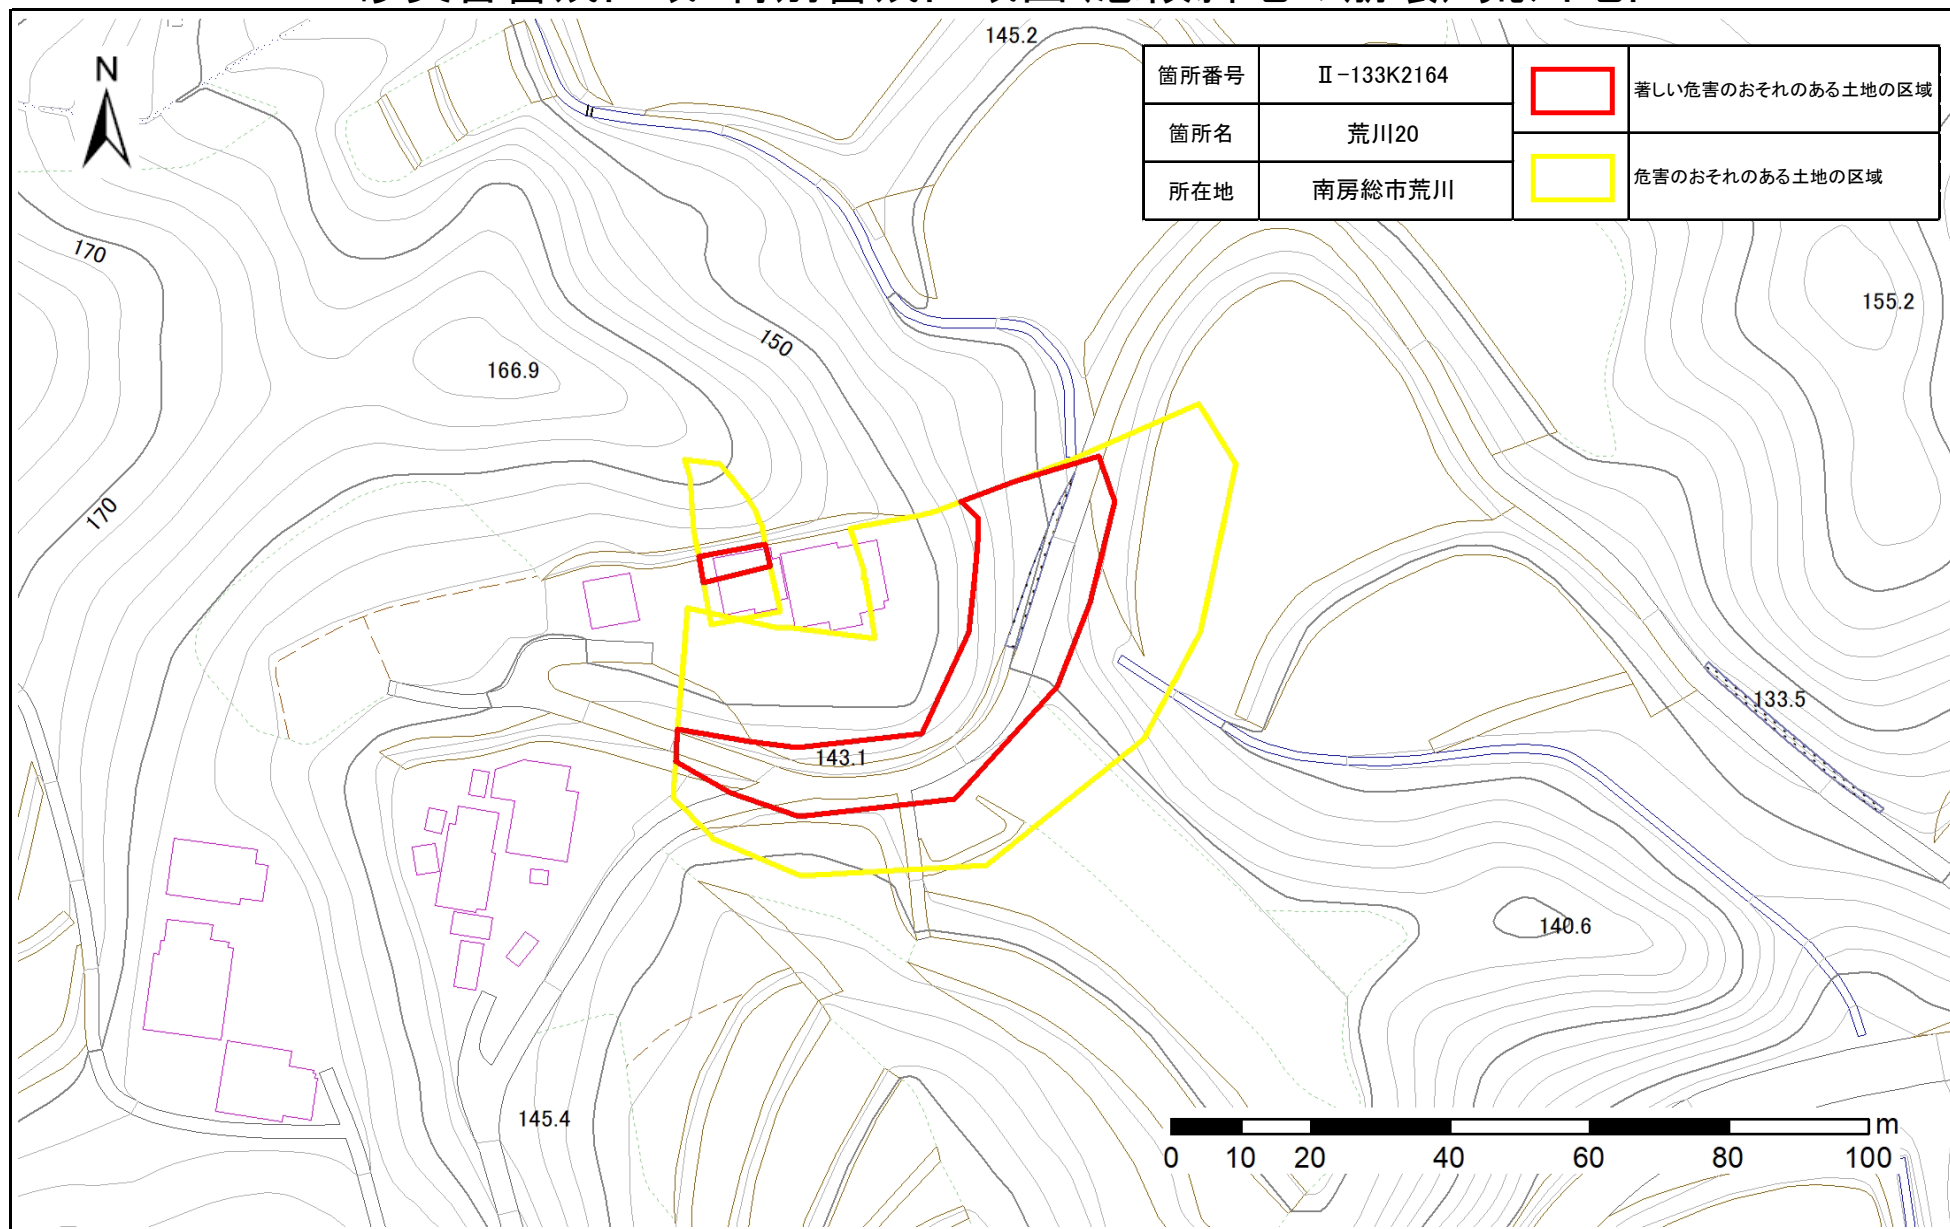 145.2
N
箇所番号 Ⅱ-133K2164
著しい危害のおそれのある土地の区域
箇所名 荒川20
危害のおそれのある土地の区域
所在地 南房総市荒川
170
155.2
150
166.9
170
133.5
143.1
140.6
145.4
m
0 10 20 40 60 80 100